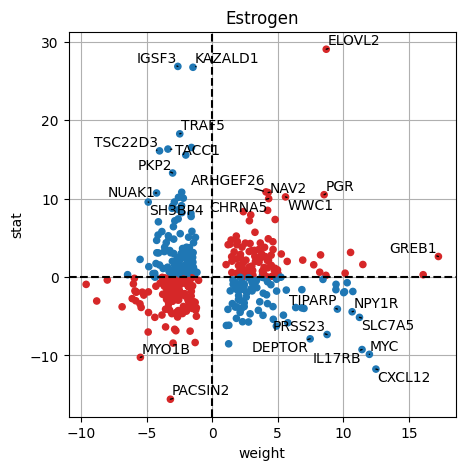 Estrogen
30
20
10
0
−10
stat
ELOVL2
IGSF3
KAZALD1
TRAF5
TSC22D3
TACC1
PKP2
ARHGEF26
NAV2
PGR
NUAK1
SH3BP4
CHRNA5
WWC1
GREB1
TIPARP
NPY1R
PRSS23
SLC7A5
DEPTOR
MYC
IL17RB
MYO1B
CXCL12
PACSIN2
−10
−5
0
5
10
15
weight